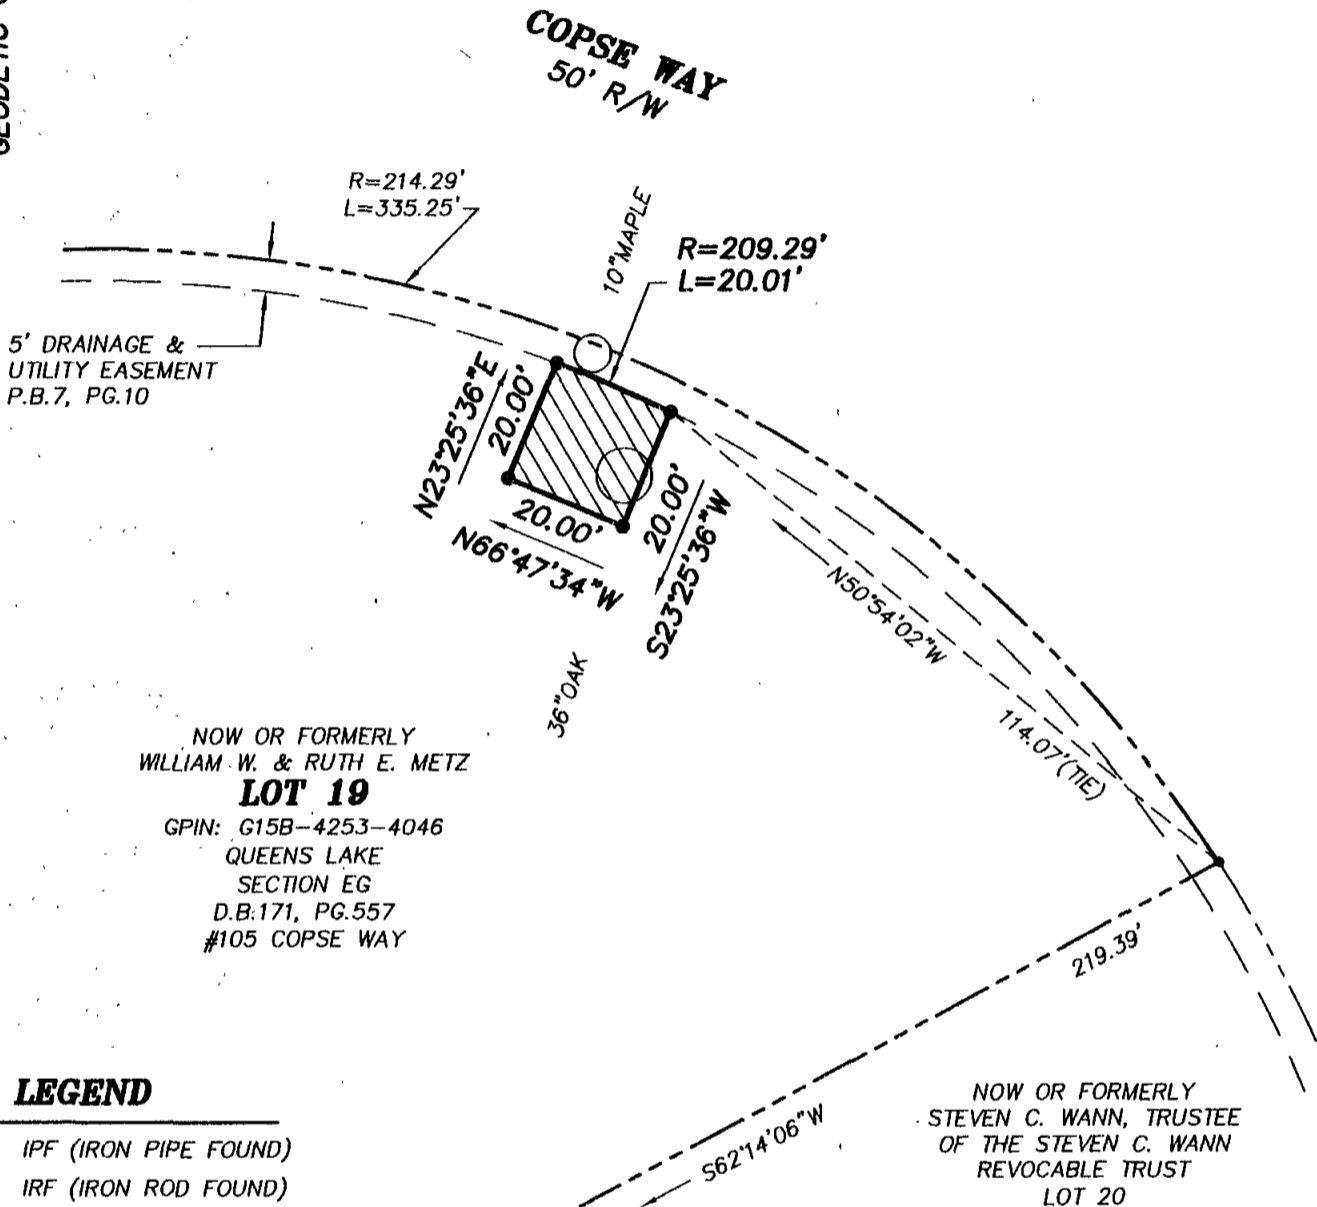 COPSE WAY
50' R/W
R=214.29'
L=335.25'
10"MAPLE
R=209.29'
L=20.01'
5' DRAINAGE &
UTILITY EASEMENT
P.B.7, PG.10
N23°25'36"E
20.00'
20.00'
N66°47'34"W
20.00'
S23°25'36"W
N50°54'02"W
114.07'(TIE)
36"OAK
NOW OR FORMERLY
WILLIAM W. & RUTH E. METZ
LOT 19
GPIN: G15B-4253-4046
QUEENS LAKE
SECTION EG
D.B.171, PG.557
#105 COPSE WAY
219.39'
S62°14'06"W
LEGEND
IPF (IRON PIPE FOUND)
IRF (IRON ROD FOUND)
NOW OR FORMERLY
STEVEN C. WANN, TRUSTEE
OF THE STEVEN C. WANN
REVOCABLE TRUST
LOT 20